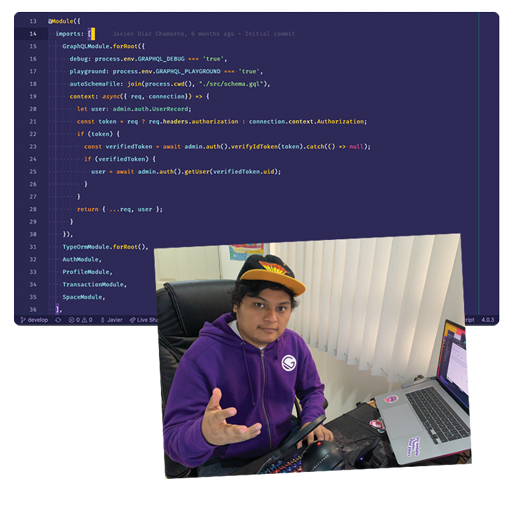 13 @Module({
14 imports: [ Javier Diaz Chamorro, 6 months ago • Initial commit
15 GraphQLModule.forRoot({
16 debug: process.env.GRAPHQL_DEBUG === 'true',
17 playground: process.env.GRAPHQL_PLAYGROUND === 'true',
18 autoSchemaFile: join(process.cwd(), "./src/schema.gql"),
19 context: async({ req, connection}) => {
20 let user: admin.auth.UserRecord;
21 const token = req ? req.headers.authorization : connection.context.Authorization;
22 if (token) {
23 const verifiedToken = await admin.auth().verifyIdToken(token).catch(() => null);
24 if (verifiedToken) {
25 user = await admin.auth().getUser(verifiedToken.uid);
26 }
27 }
28 return { ...req, user };
29 }
30 }),
31 TypeOrmModule.forRoot(),
32 AuthModule,
33 ProfileModule,
34 TransactionModule,
35 SpaceModule,
36 ],
develop 0 0 Javier Live Sha cript 4.0.3